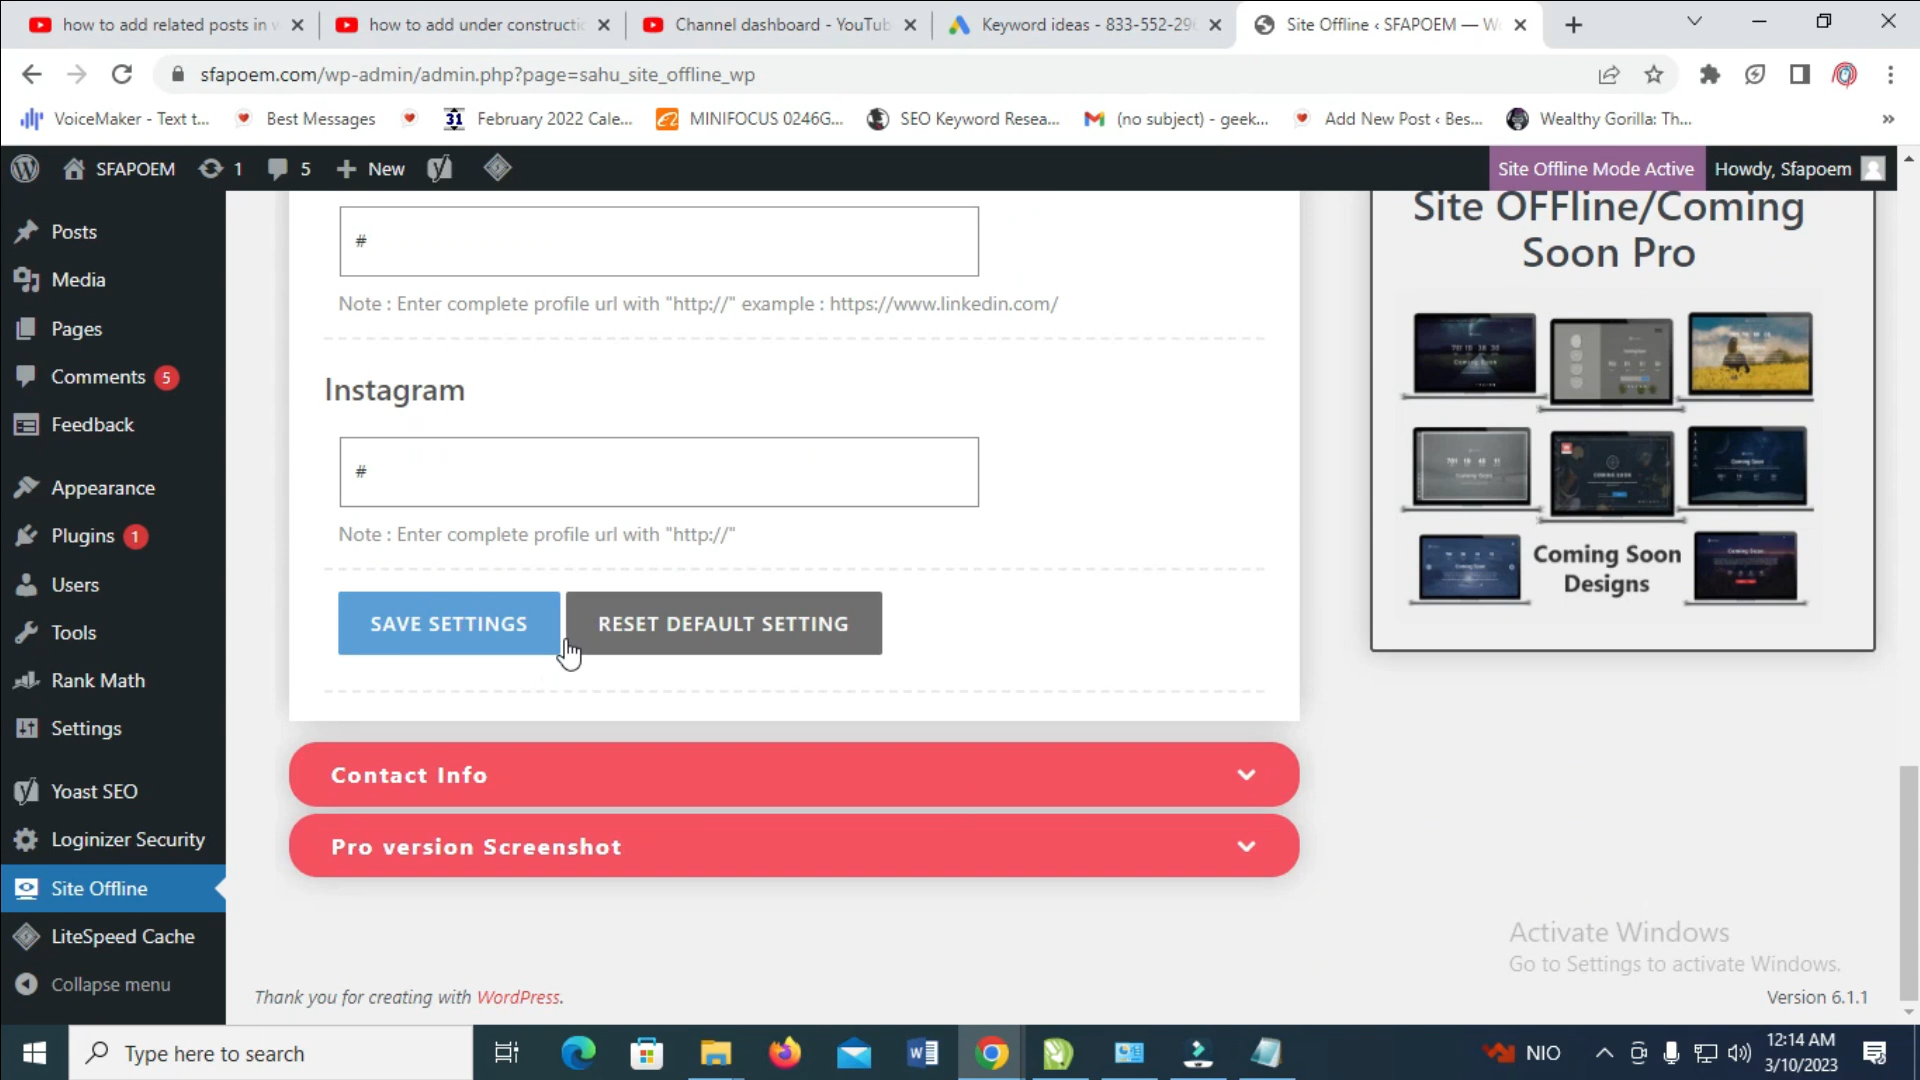 how to add related posts in w
how to add under constructi
Channel dashboard - YouTub
Keyword ideas - 833-552-29
Site Offline ‹ SFAPOEM — W
sfapoem.com/wp-admin/admin.php?page=sahu_site_offline_wp
VoiceMaker - Text t...
Best Messages
31
February 2022 Cale...
MINIFOCUS 0246G...
SEO Keyword Resea...
(no subject) - geek...
Add New Post ‹ Bes...
Wealthy Gorilla: Th...
»
SFAPOEM
1
5
New
Site Offline Mode Active
Howdy, Sfapoem
Posts
Media
Pages
Comments 5
Feedback
Appearance
Plugins 1
Users
Tools
Rank Math
Settings
Yoast SEO
Loginizer Security
Site Offline
LiteSpeed Cache
Collapse menu
#
Note : Enter complete profile url with "http://" example : https://www.linkedin.com/
Instagram
#
Note : Enter complete profile url with "http://"
SAVE SETTINGS
RESET DEFAULT SETTING
Contact Info
Pro version Screenshot
Site OFFline/Coming
Soon Pro
Coming Soon
Designs
Activate Windows
Go to Settings to activate Windows.
Thank you for creating with WordPress.
Version 6.1.1
Type here to search
NIO
12:14 AM
3/10/2023